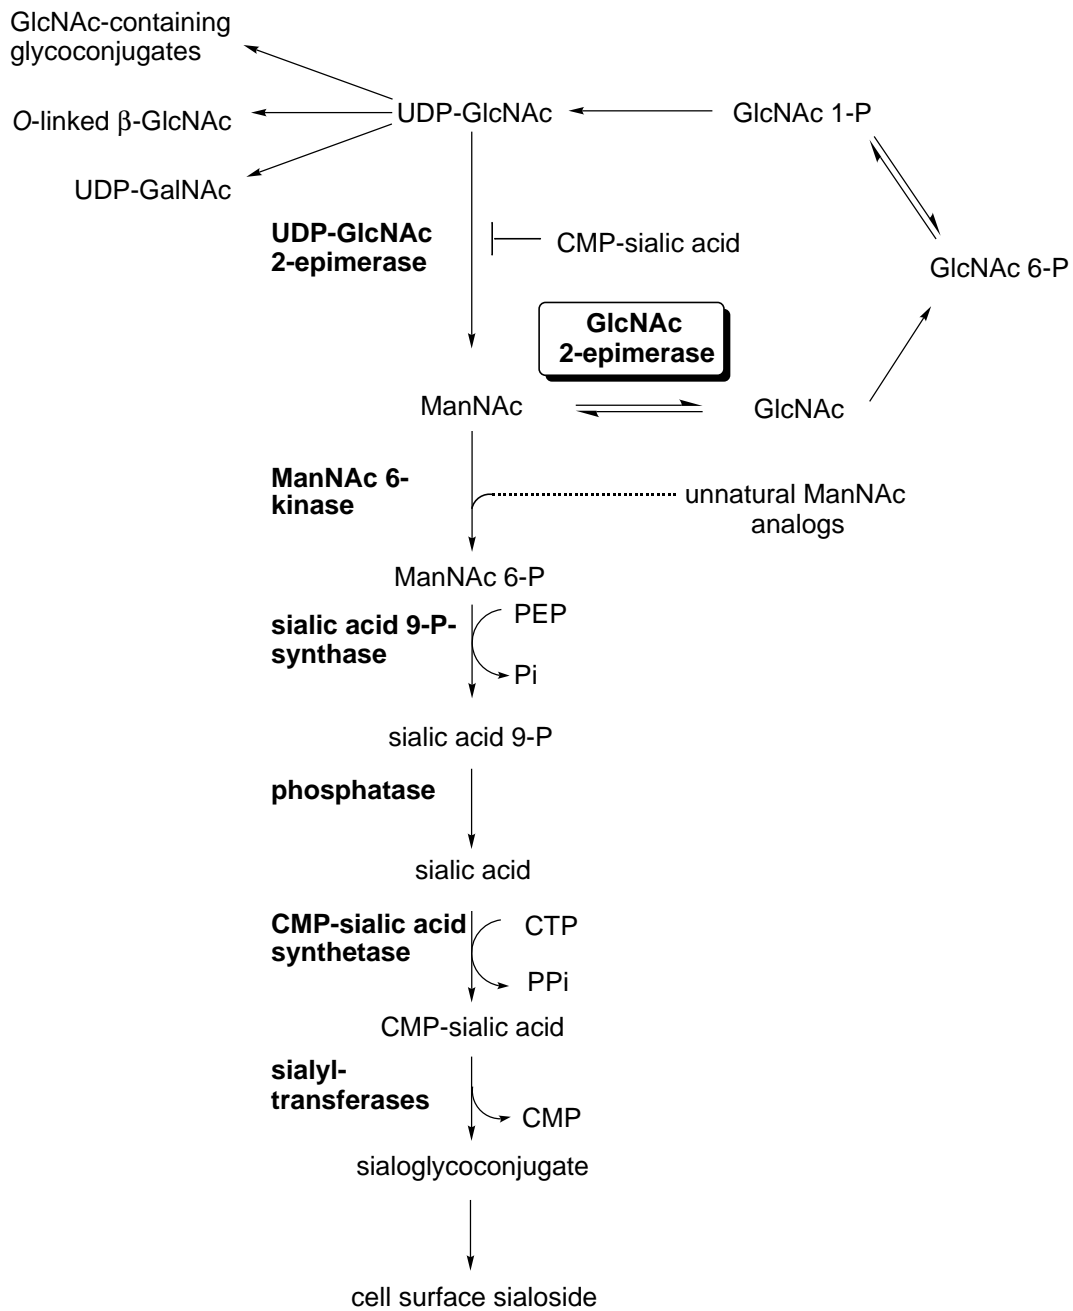 GlcNAc-containing
glycoconjugates
O-linked β-GlcNAc
UDP-GlcNAc
GlcNAc 1-P
UDP-GalNAc
UDP-GlcNAc
2-epimerase
CMP-sialic acid
GlcNAc 6-P
GlcNAc
2-epimerase
ManNAc
GlcNAc
ManNAc 6-
kinase
unnatural ManNAc
analogs
ManNAc 6-P
PEP
sialic acid 9-P-
synthase
Pi
sialic acid 9-P
phosphatase
sialic acid
CMP-sialic acid
synthetase
CTP
PPi
CMP-sialic acid
sialyl-
transferases
CMP
sialoglycoconjugate
cell surface sialoside